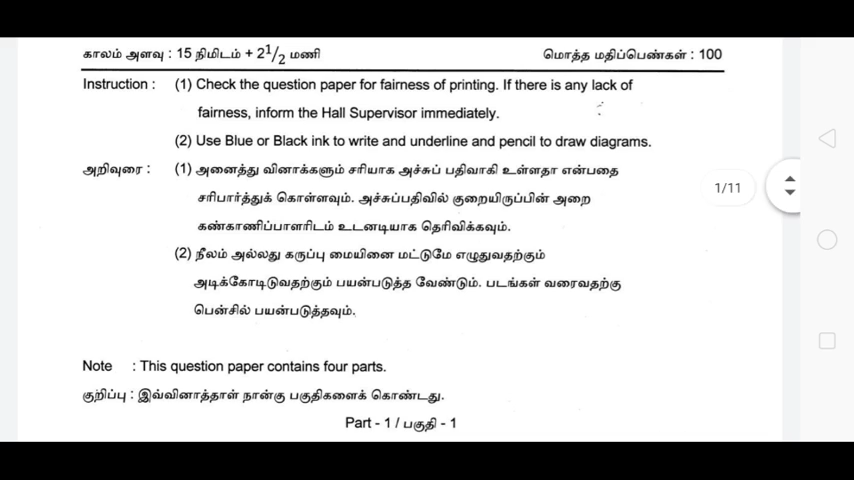 காலம் அளவு : 15 நிமிடம் + 2 1/2 மணி மொத்த மதிப்பெண்கள் : 100
Instruction : (1) Check the question paper for fairness of printing. If there is any lack of
fairness, inform the Hall Supervisor immediately.
(2) Use Blue or Black ink to write and underline and pencil to draw diagrams.
அறிவுரை : (1) அனைத்து வினாக்களும் சரியாக அச்சுப் பதிவாகி உள்ளதா என்பதை
சரிபார்த்துக் கொள்ளவும். அச்சுப்பதிவில் குறையிருப்பின் அறை
கண்காணிப்பாளரிடம் உடனடியாக தெரிவிக்கவும்.
(2) நீலம் அல்லது கருப்பு மையினை மட்டுமே எழுதுவதற்கும்
அடிக்கோடிடுவதற்கும் பயன்படுத்த வேண்டும். படங்கள் வரைவதற்கு
பென்சில் பயன்படுத்தவும்.
1/11
Note : This question paper contains four parts.
குறிப்பு : இவ்வினாத்தாள் நான்கு பகுதிகளைக் கொண்டது.
Part - 1 / பகுதி - 1